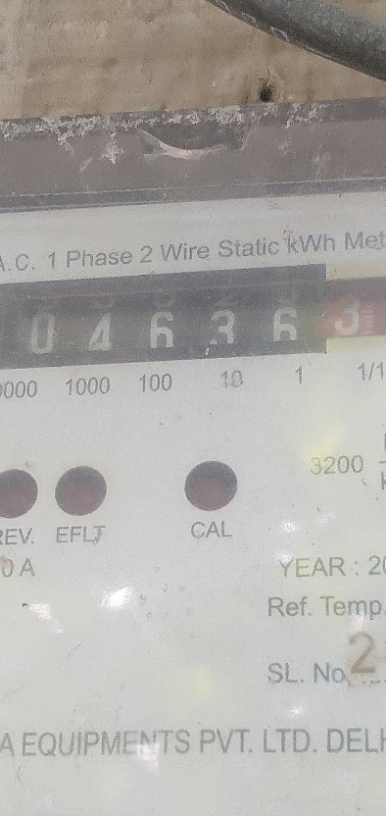 A.C. 1 Phase 2 Wire Static kWh Met
0 4 6 3 6 3
0000 1000 100 10 1 1/1
3200
REV. EFLT CAL
0 A
YEAR : 20
Ref. Temp.
SL. No. 2
A EQUIPMENTS PVT. LTD. DELH